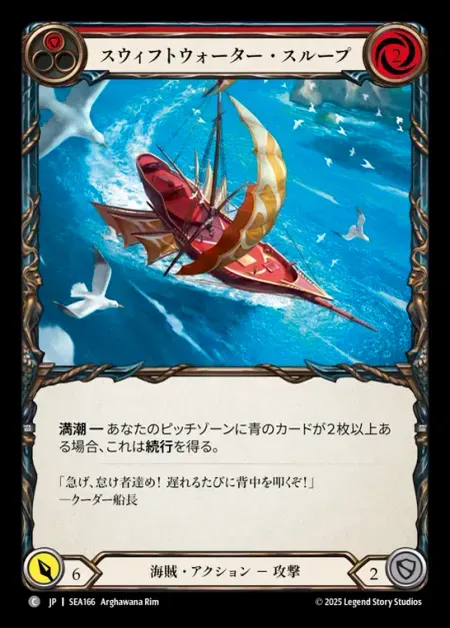 スウィフトウォーター・スループ
2
満潮 ― あなたのピッチゾーンに青のカードが2枚以上あ
る場合、これは続行を得る。
「急げ、怠け者達め! 遅れるたびに背中を叩くぞ!」
―クーダー船長
6
海賊・アクション − 攻撃
2
C JP | SEA166 Arghawana Rim
© 2025 Legend Story Studios